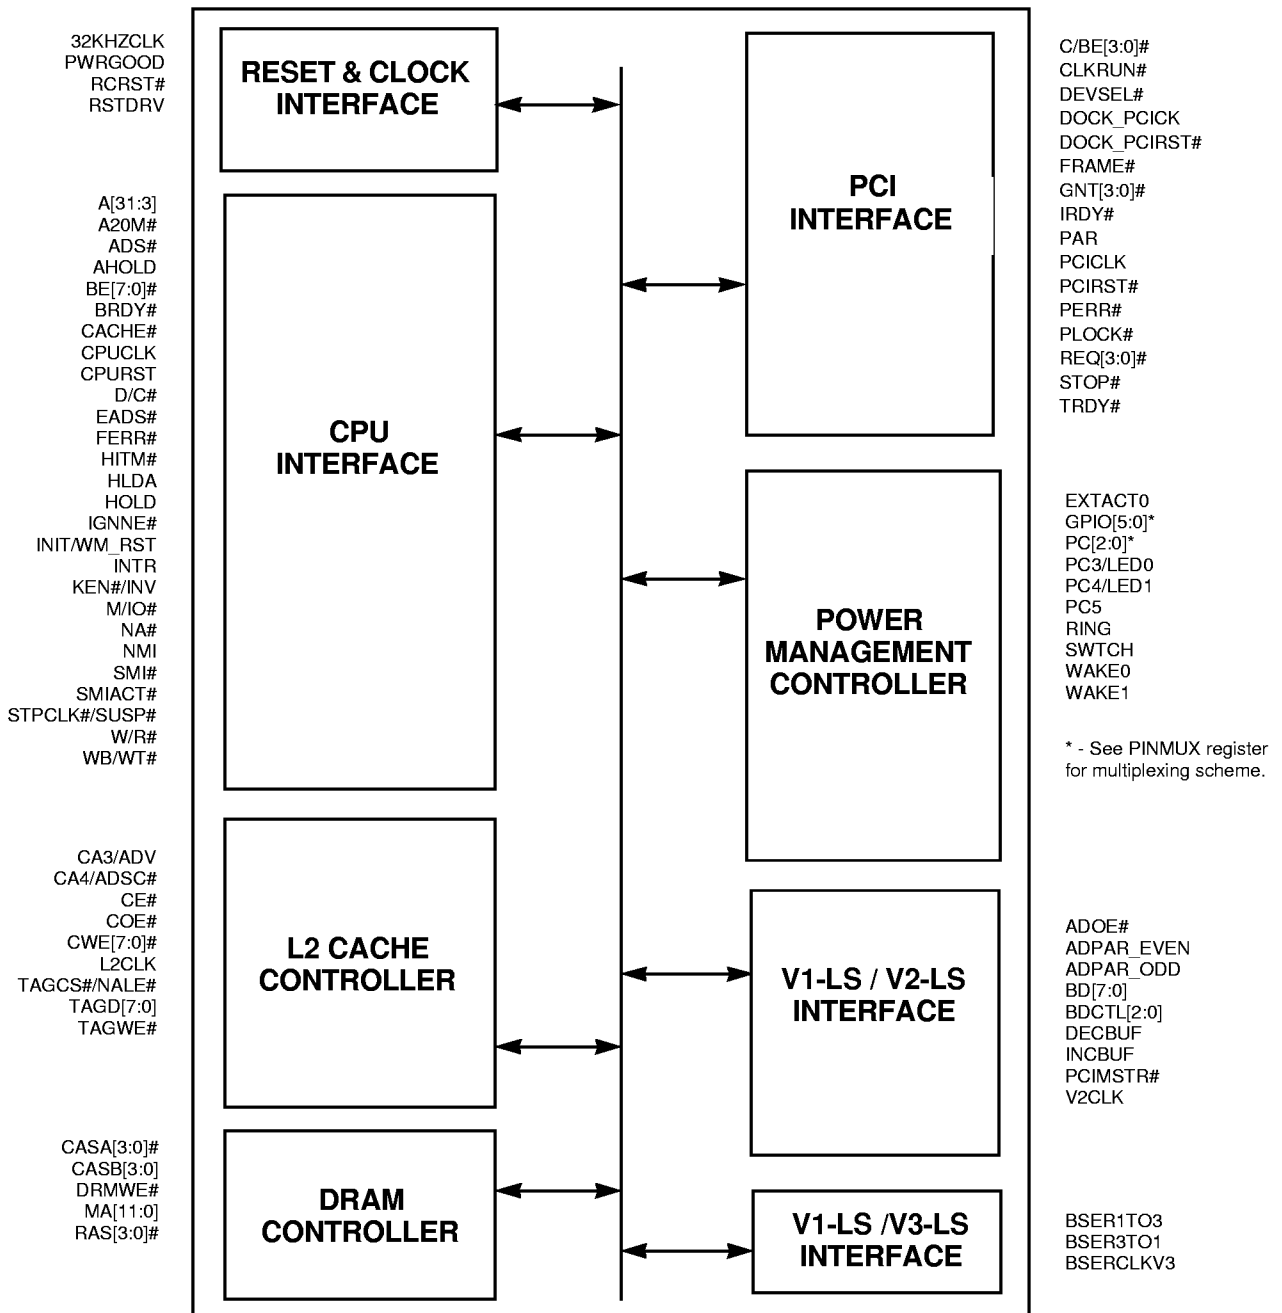 32KHZCLK
PWRGOOD
RCRST#
RSTDRV
RESET & CLOCK
INTERFACE
A[31:3]
A20M#
ADS#
AHOLD
BE[7:0]#
BRDY#
CACHE#
CPUCLK
CPURST
D/C#
EADS#
FERR#
HITM#
HLDA
HOLD
IGNNE#
INIT/WM_RST
INTR
KEN#/INV
M/IO#
NA#
NMI
SMI#
SMIACT#
STPCLK#/SUSP#
W/R#
WB/WT#
CPU
INTERFACE
CA3/ADV
CA4/ADSC#
CE#
COE#
CWE[7:0]#
L2CLK
TAGCS#/NALE#
TAGD[7:0]
TAGWE#
L2 CACHE
CONTROLLER
CASA[3:0]#
CASB[3:0]
DRMWE#
MA[11:0]
RAS[3:0]#
DRAM
CONTROLLER
PCI
INTERFACE
C/BE[3:0]#
CLKRUN#
DEVSEL#
DOCK_PCICK
DOCK_PCIRST#
FRAME#
GNT[3:0]#
IRDY#
PAR
PCICLK
PCIRST#
PERR#
PLOCK#
REQ[3:0]#
STOP#
TRDY#
POWER
MANAGEMENT
CONTROLLER
EXTACT0
GPIO[5:0]*
PC[2:0]*
PC3/LED0
PC4/LED1
PC5
RING
SWTCH
WAKE0
WAKE1
* - See PINMUX register
for multiplexing scheme.
V1-LS / V2-LS
INTERFACE
ADOE#
ADPAR_EVEN
ADPAR_ODD
BD[7:0]
BDCTL[2:0]
DECBUF
INCBUF
PCIMSTR#
V2CLK
V1-LS /V3-LS
INTERFACE
BSER1TO3
BSER3TO1
BSERCLKV3